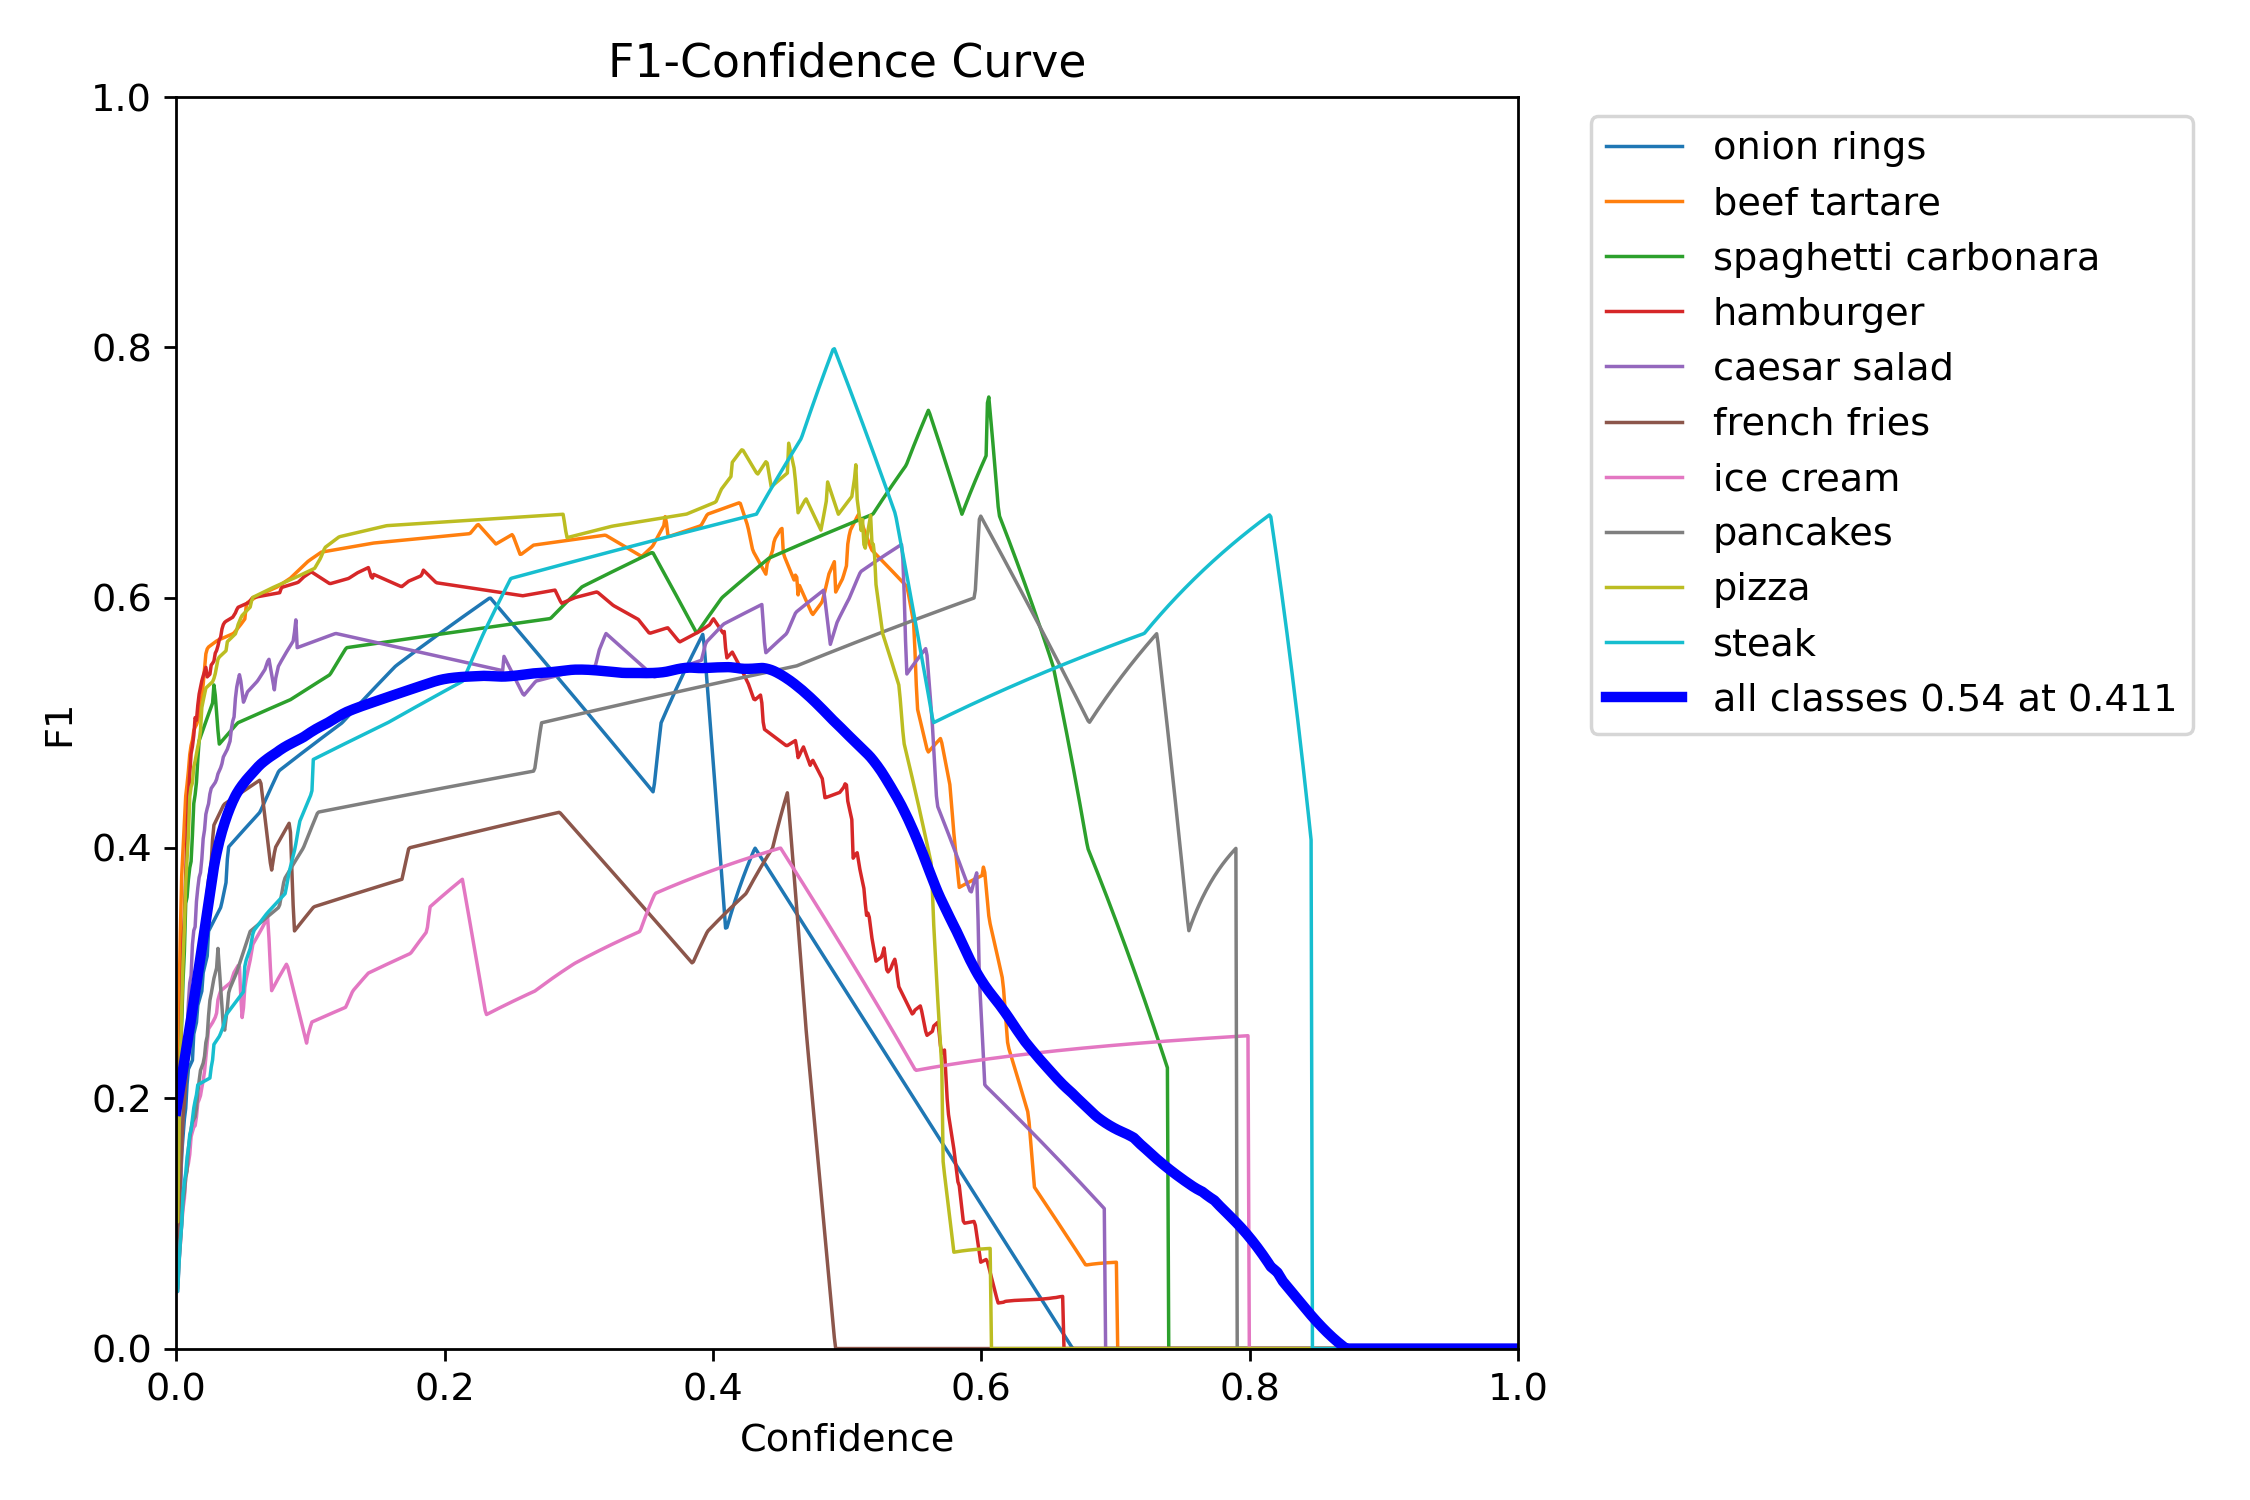 F1-Confidence Curve
1.0
0.8
0.6
0.4
0.2
0.0
F1
0.0 0.2 0.4 0.6 0.8 1.0
Confidence
onion rings
beef tartare
spaghetti carbonara
hamburger
caesar salad
french fries
ice cream
pancakes
pizza
steak
all classes 0.54 at 0.411